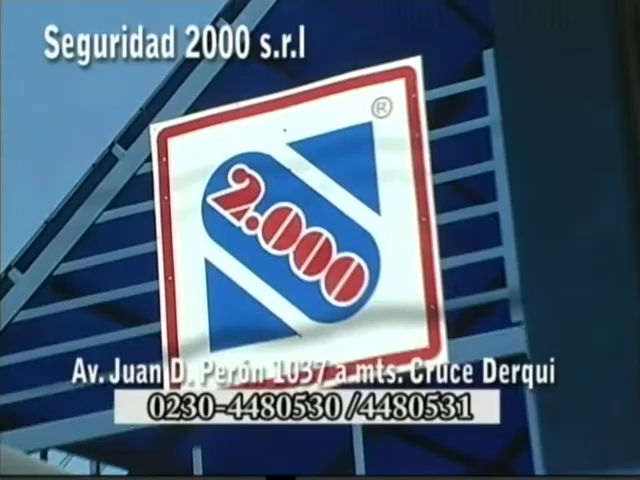 Seguridad 2000 s.r.l
®
2.000
Av. Juan D. Perón 1037 a mts. Cruce Derqui
0230-4480530 /4480531